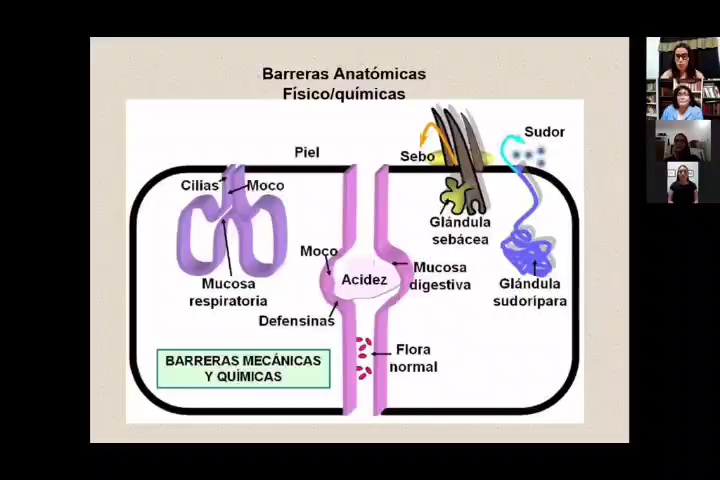 Barreras Anatómicas
Físico/químicas
Piel
Sebo
Sudor
Cilias
Moco
Glándula
sebácea
Moco
Acidez
Mucosa
digestiva
Mucosa
respiratoria
Glándula
sudorípara
Defensinas
Flora
normal
BARRERAS MECÁNICAS
Y QUÍMICAS